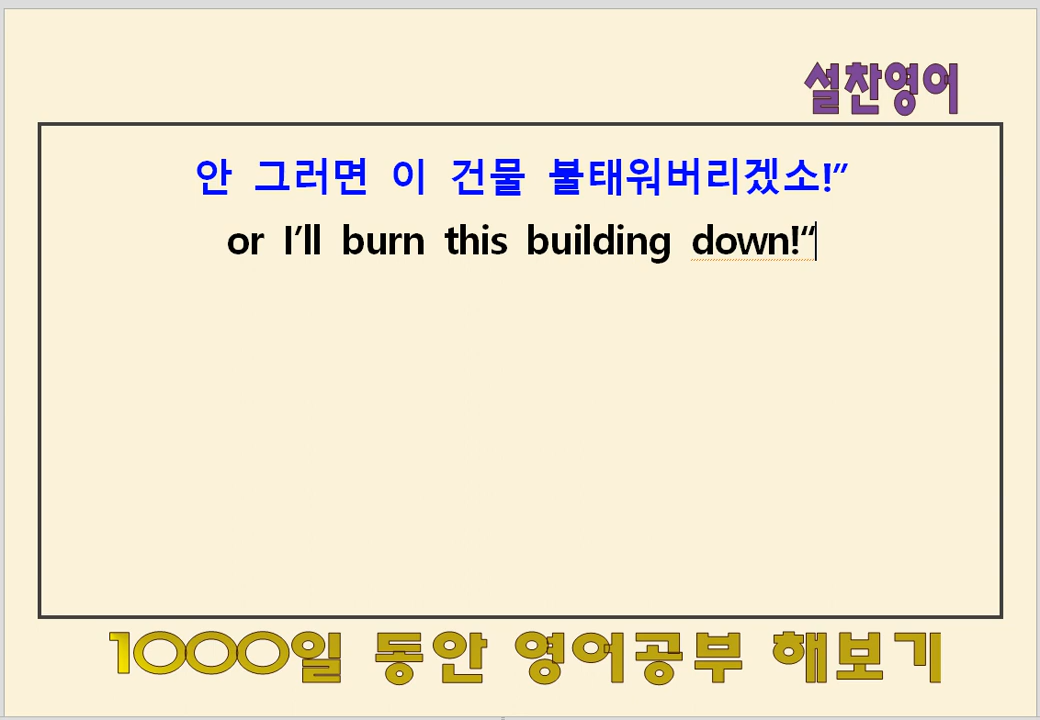 설찬영어
안 그러면 이 건물 불태워버리겠소!”
or I’ll burn this building down!“
1000일 동안 영어공부 해보기